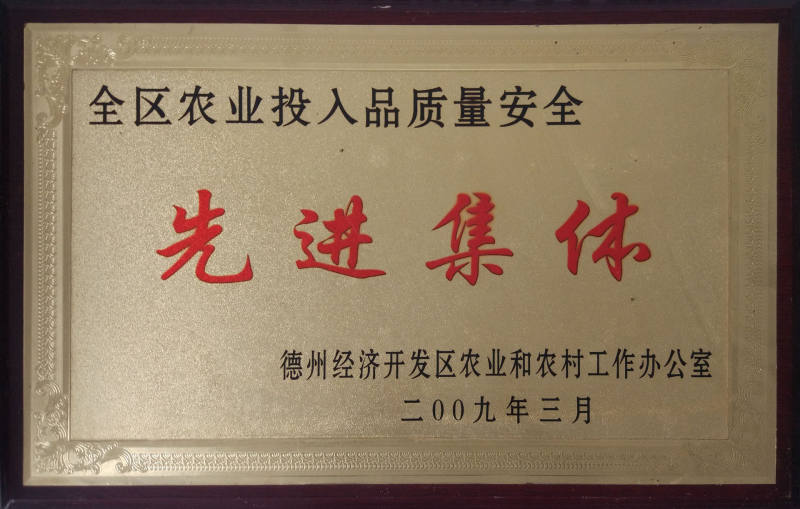 全区农业投入品质量安全
先进集体
德州经济开发区农业和农村工作办公室
二00九年三月